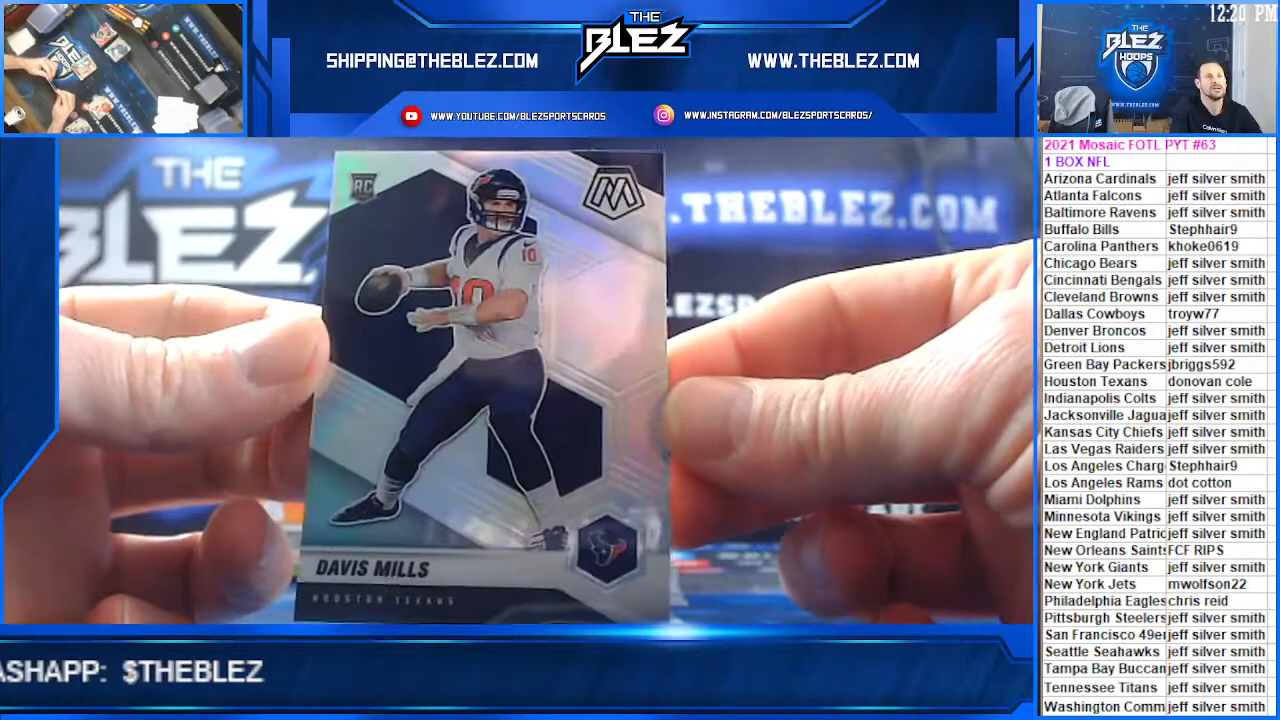 SHIPPING@THEBLEZ.COM
THE
BLEZ
WWW.THEBLEZ.COM
WWW.YOUTUBE.COM/BLEZSPORTSCARDS
WWW.INSTAGRAM.COM/BLEZSPORTSCARDS/
12:20 PM
THE
BLEZ
HOOPS
WWW.THEBLEZ.COM
THE
BLEZ
.THEBLEZ.COM
RC
M
10
10
DAVIS MILLS
HOUSTON TEXANS
ASHAPP: $THEBLEZ
2021 Mosaic FOTL PYT #63
1 BOX NFL
Arizona Cardinals jeff silver smith
Atlanta Falcons jeff silver smith
Baltimore Ravens jeff silver smith
Buffalo Bills Stephhair9
Carolina Panthers khoke0619
Chicago Bears jeff silver smith
Cincinnati Bengals jeff silver smith
Cleveland Browns jeff silver smith
Dallas Cowboys troyw77
Denver Broncos jeff silver smith
Detroit Lions jeff silver smith
Green Bay Packers jbriggs592
Houston Texans donovan cole
Indianapolis Colts jeff silver smith
Jacksonville Jagua jeff silver smith
Kansas City Chiefs jeff silver smith
Las Vegas Raiders jeff silver smith
Los Angeles Charg Stephhair9
Los Angeles Rams dot cotton
Miami Dolphins jeff silver smith
Minnesota Vikings jeff silver smith
New England Patric jeff silver smith
New Orleans Saints FCF RIPS
New York Giants jeff silver smith
New York Jets mwolfson22
Philadelphia Eagles chris reid
Pittsburgh Steelers jeff silver smith
San Francisco 49er jeff silver smith
Seattle Seahawks jeff silver smith
Tampa Bay Buccan jeff silver smith
Tennessee Titans jeff silver smith
Washington Comm jeff silver smith